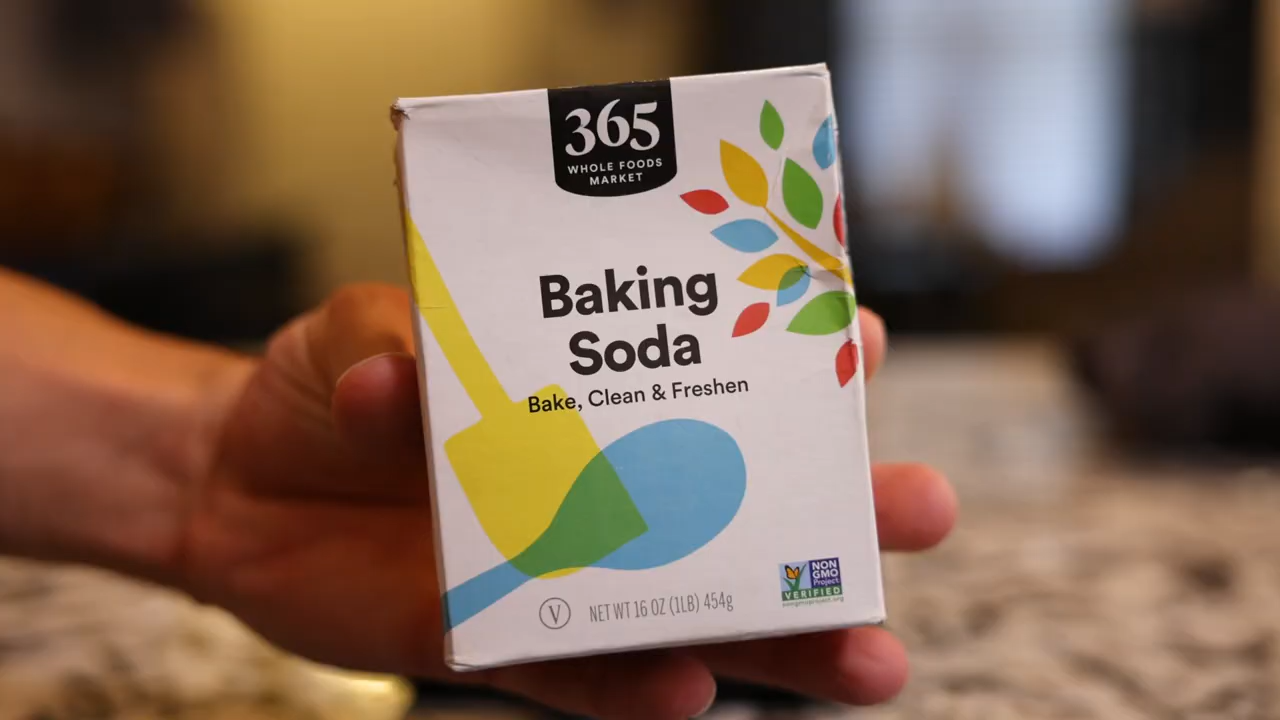 365
WHOLE FOODS
MARKET
Baking
Soda
Bake, Clean & Freshen
V
NET WT 16 OZ (1LB) 454g
NON
GMO
Project
VERIFIED
nongmoproject.org